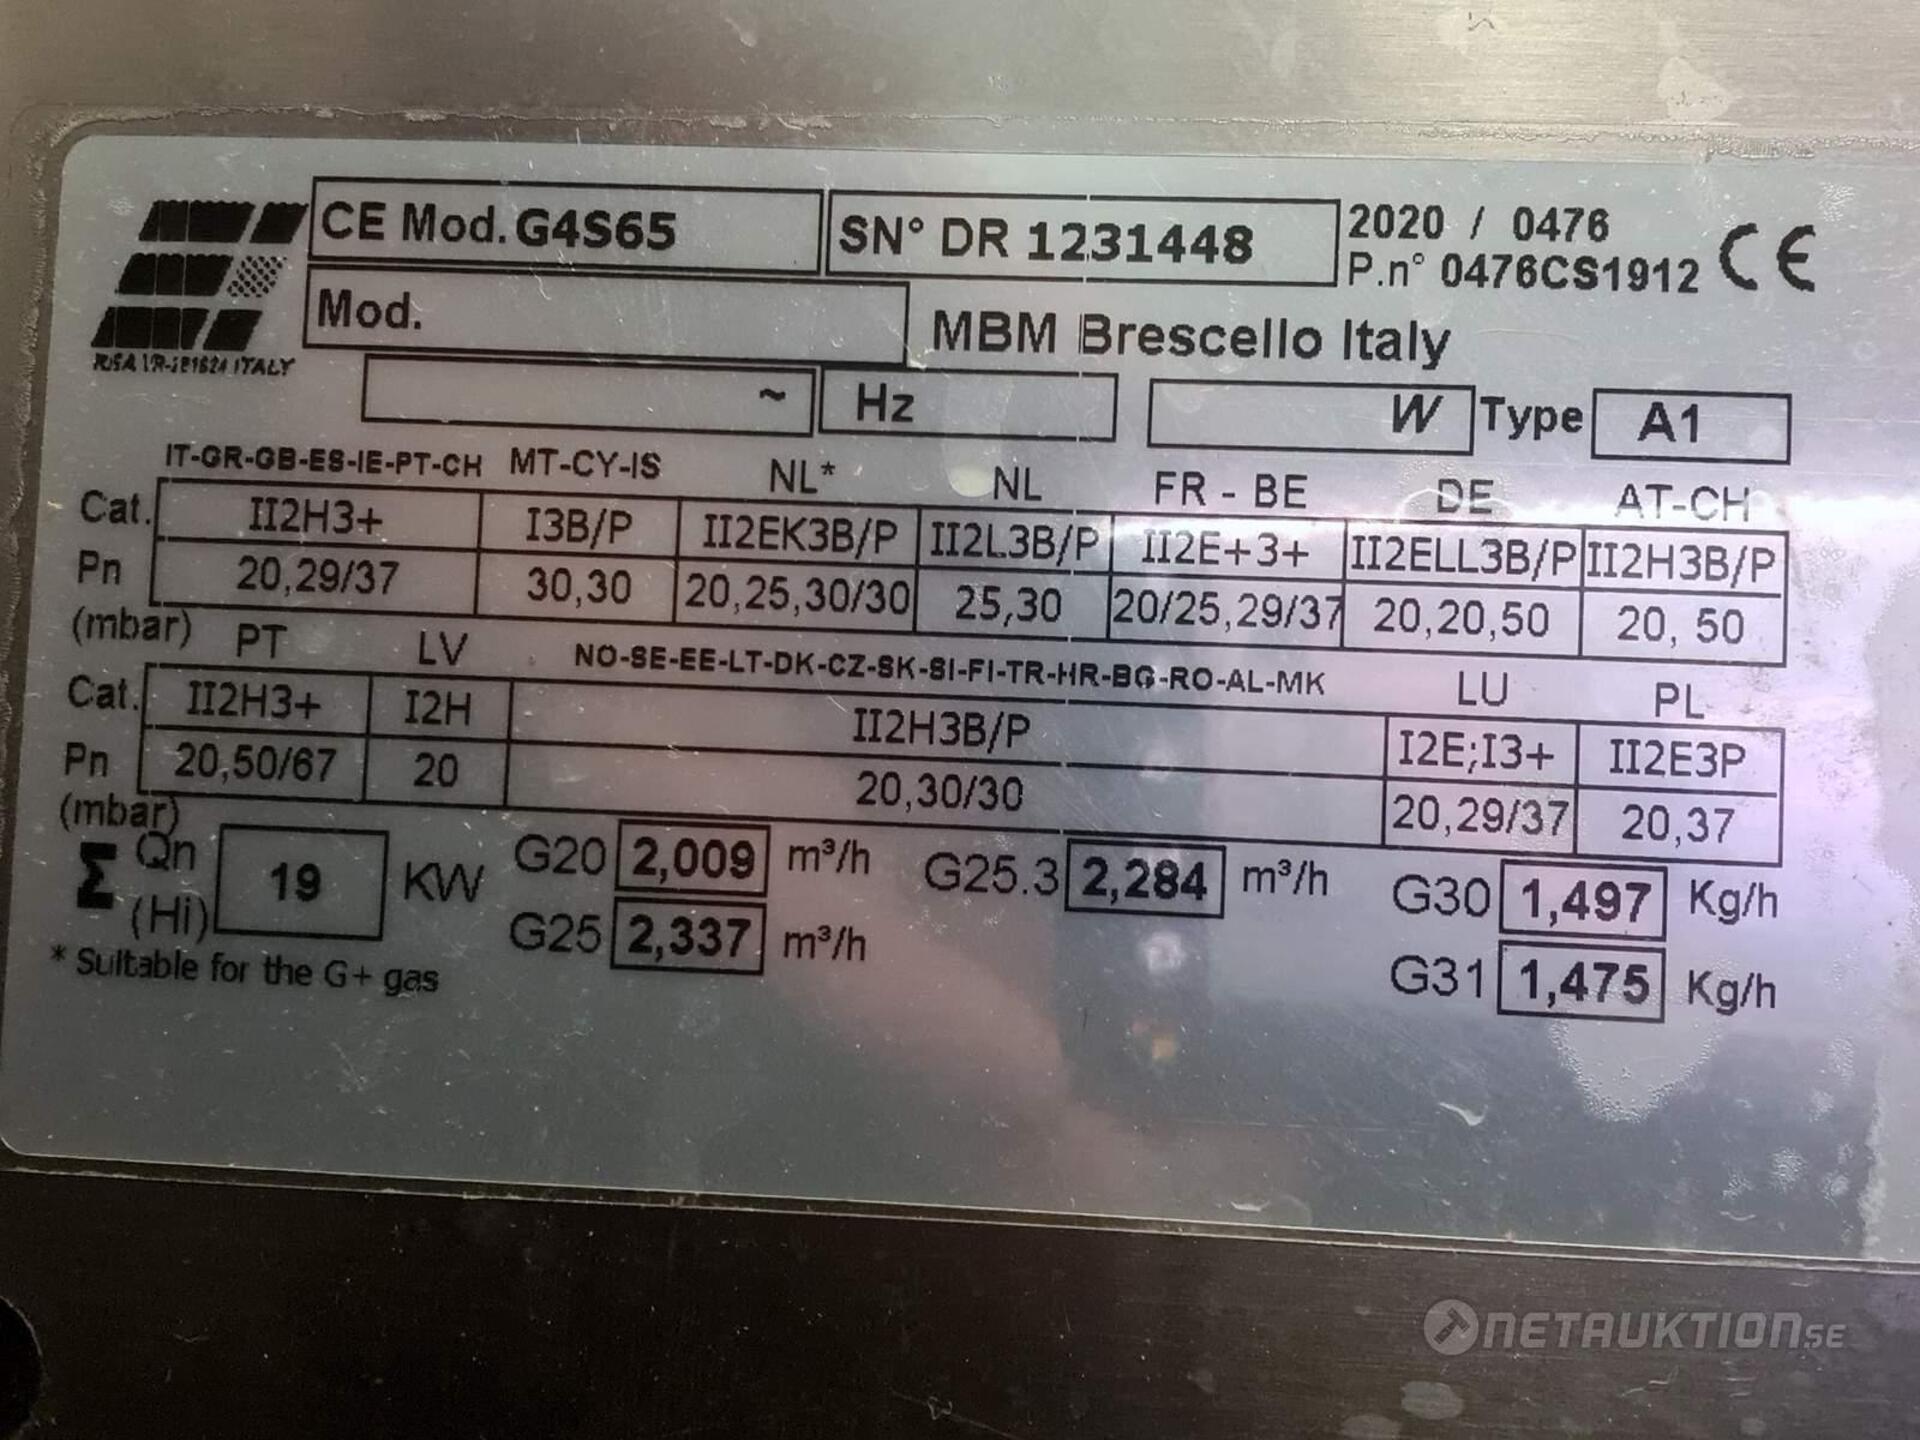 CE Mod. G4S65
SN° DR 1231448
2020 / 0476
P.n° 0476CS1912
CE
Mod.
MBM Brescello Italy
ITALY
~
Hz
W
Type A1
IT-GR-GB-ES-IE-PT-CH MT-CY-IS NL* NL FR - BE DE AT-CH
Cat. II2H3+ I3B/P II2EK3B/P II2L3B/P II2E+3+ II2ELL3B/P II2H3B/P
Pn 20,29/37 30,30 20,25,30/30 25,30 20/25,29/37 20,20,50 20, 50
(mbar)
PT LV NO-SE-EE-LT-DK-CZ-SK-SI-FI-TR-HR-BG-RO-AL-MK LU PL
Cat. II2H3+ I2H II2H3B/P I2E;I3+ II2E3P
Pn 20,50/67 20 20,30/30 20,29/37 20,37
(mbar)
Σ Qn (Hi) 19 KW
G20 2,009 m³/h G25.3 2,284 m³/h G30 1,497 Kg/h
G25 2,337 m³/h G31 1,475 Kg/h
* Suitable for the G+ gas
NETAUKTION.SE